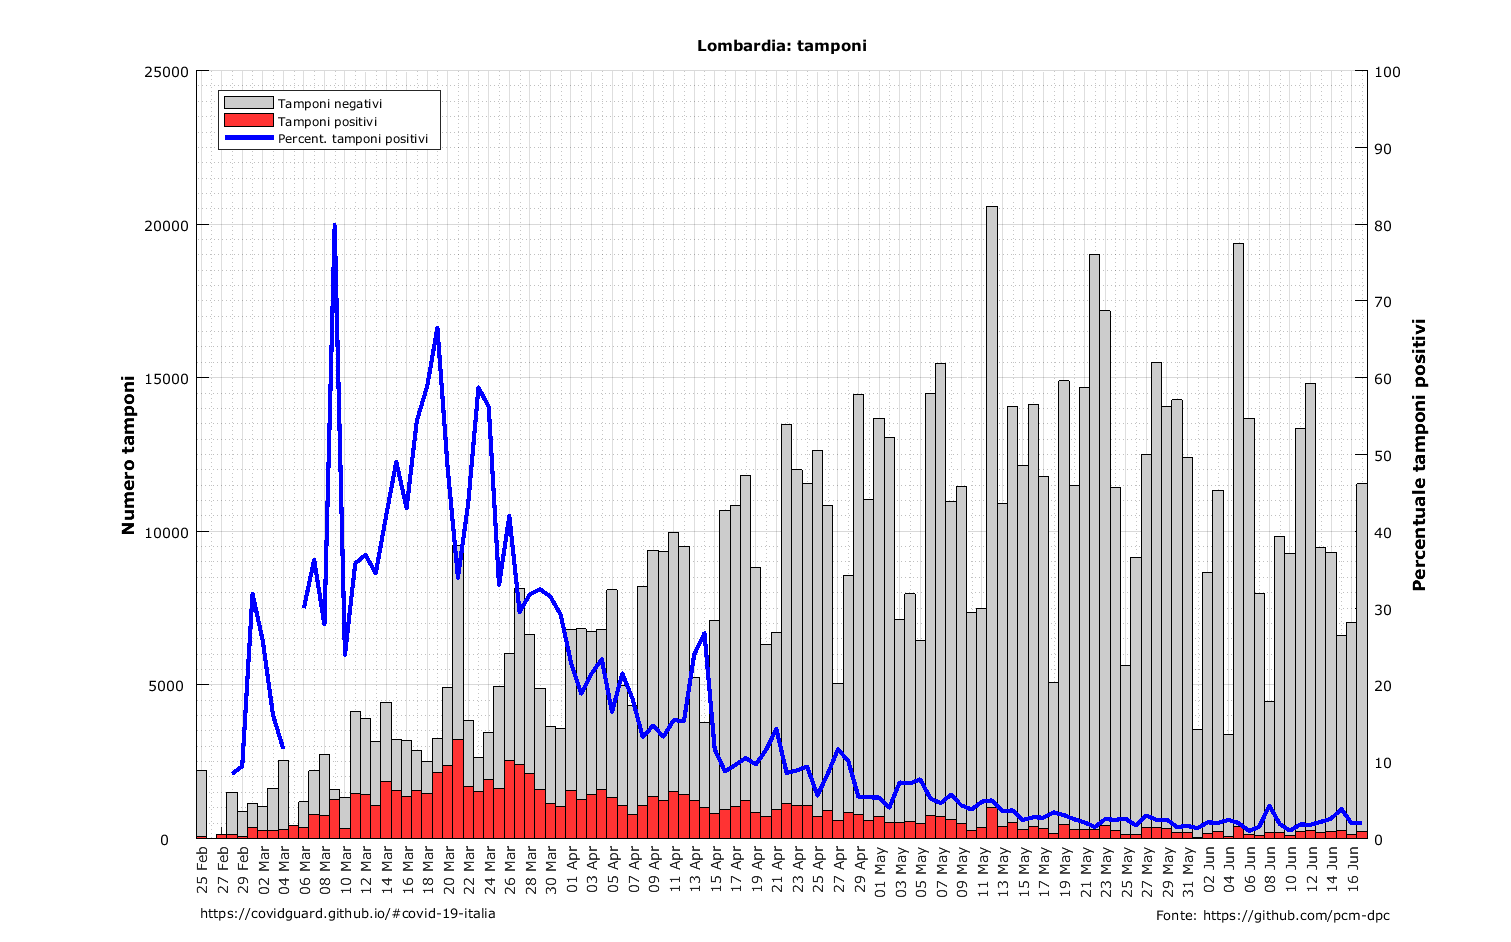 Lombardia: tamponi
Tamponi negativi
Tamponi positivi
Percent. tamponi positivi
Numero tamponi
25000
20000
15000
10000
5000
0
Percentuale tamponi positivi
100
90
80
70
60
50
40
30
20
10
0
25 Feb
27 Feb
29 Feb
02 Mar
04 Mar
06 Mar
08 Mar
10 Mar
12 Mar
14 Mar
16 Mar
18 Mar
20 Mar
22 Mar
24 Mar
26 Mar
28 Mar
30 Mar
01 Apr
03 Apr
05 Apr
07 Apr
09 Apr
11 Apr
13 Apr
15 Apr
17 Apr
19 Apr
21 Apr
23 Apr
25 Apr
27 Apr
29 Apr
01 May
03 May
05 May
07 May
09 May
11 May
13 May
15 May
17 May
19 May
21 May
23 May
25 May
27 May
29 May
31 May
02 Jun
04 Jun
06 Jun
08 Jun
10 Jun
12 Jun
14 Jun
16 Jun
https://covidguard.github.io/#covid-19-italia
Fonte: https://github.com/pcm-dpc